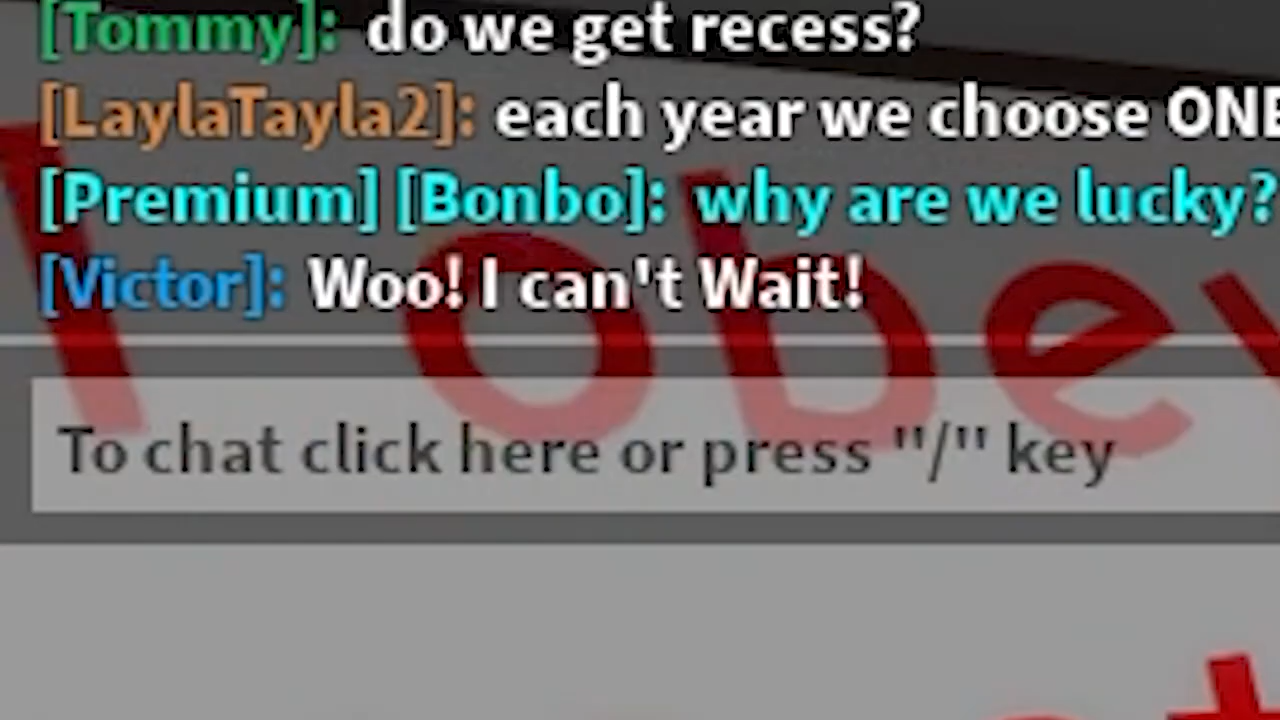 [Tommy]: do we get recess?
[LaylaTayla2]: each year we choose ONE
[Premium] [Bonbo]: why are we lucky?
[Victor]: Woo! I can't Wait!
I obey
To chat click here or press "/" key